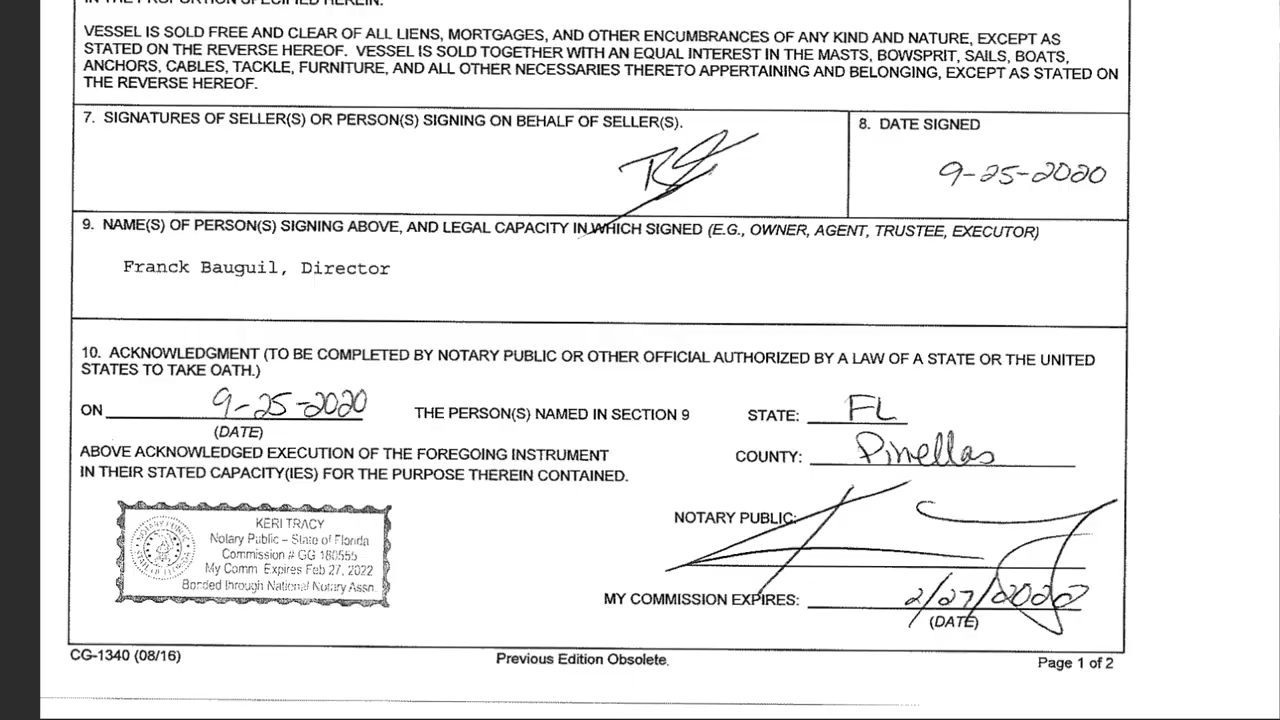 IN THE PROPORTION SPECIFIED HEREIN.
VESSEL IS SOLD FREE AND CLEAR OF ALL LIENS, MORTGAGES, AND OTHER ENCUMBRANCES OF ANY KIND AND NATURE, EXCEPT AS
STATED ON THE REVERSE HEREOF. VESSEL IS SOLD TOGETHER WITH AN EQUAL INTEREST IN THE MASTS, BOWSPRIT, SAILS, BOATS,
ANCHORS, CABLES, TACKLE, FURNITURE, AND ALL OTHER NECESSARIES THERETO APPERTAINING AND BELONGING, EXCEPT AS STATED ON
THE REVERSE HEREOF.
7. SIGNATURES OF SELLER(S) OR PERSON(S) SIGNING ON BEHALF OF SELLER(S).
8. DATE SIGNED
9-25-2020
9. NAME(S) OF PERSON(S) SIGNING ABOVE, AND LEGAL CAPACITY IN WHICH SIGNED (E.G., OWNER, AGENT, TRUSTEE, EXECUTOR)
Franck Bauguil, Director
10. ACKNOWLEDGMENT (TO BE COMPLETED BY NOTARY PUBLIC OR OTHER OFFICIAL AUTHORIZED BY A LAW OF A STATE OR THE UNITED
STATES TO TAKE OATH.)
ON 9-25-2020 THE PERSON(S) NAMED IN SECTION 9 STATE: FL
(DATE)
ABOVE ACKNOWLEDGED EXECUTION OF THE FOREGOING INSTRUMENT COUNTY: Pinellas
IN THEIR STATED CAPACITY(IES) FOR THE PURPOSE THEREIN CONTAINED.
KERI TRACY
Notary Public – State of Florida
Commission # GG 180555
My Comm. Expires Feb 27, 2022
Bonded through National Notary Assn.
NOTARY PUBLIC:
MY COMMISSION EXPIRES: 2/27/2022
(DATE)
CG-1340 (08/16) Previous Edition Obsolete. Page 1 of 2